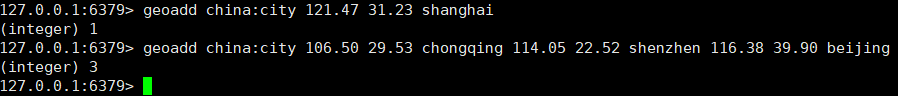 127.0.0.1:6379> geoadd china:city 121.47 31.23 shanghai
(integer) 1
127.0.0.1:6379> geoadd china:city 106.50 29.53 chongqing 114.05 22.52 shenzhen 116.38 39.90 beijing
(integer) 3
127.0.0.1:6379>